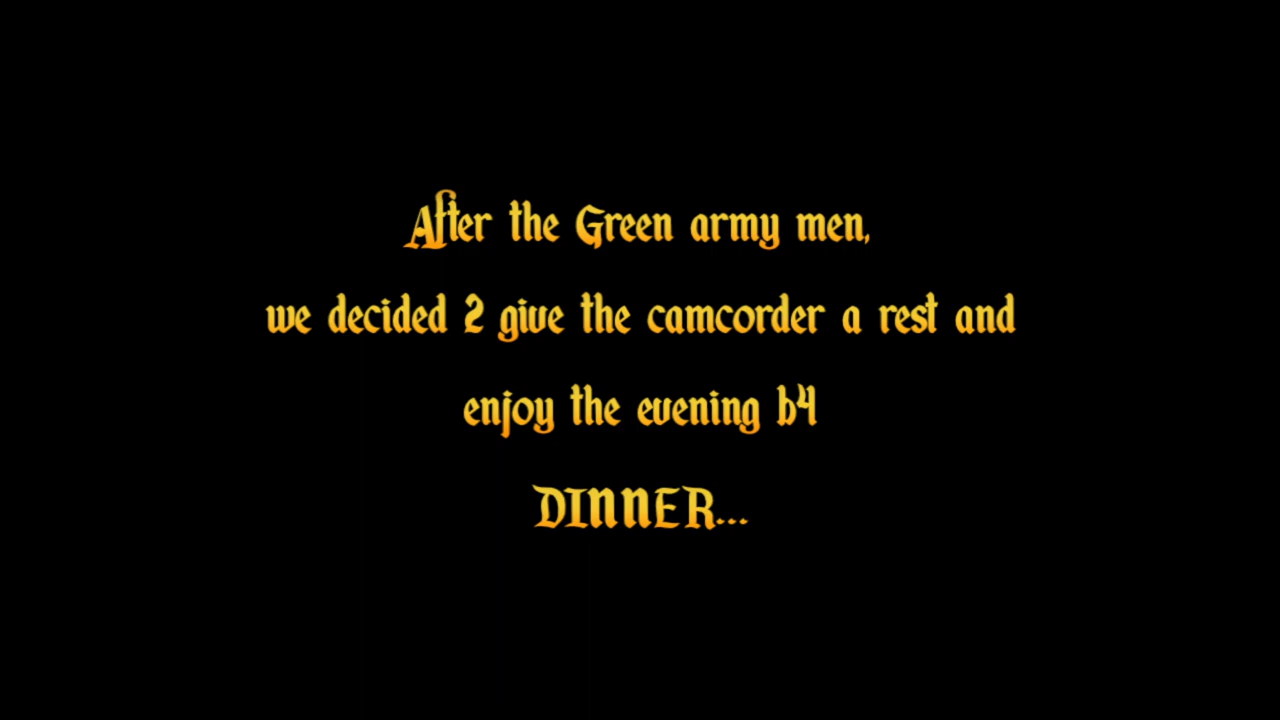 After the Green army men,
we decided 2 give the camcorder a rest and
enjoy the evening b4
DINNER...